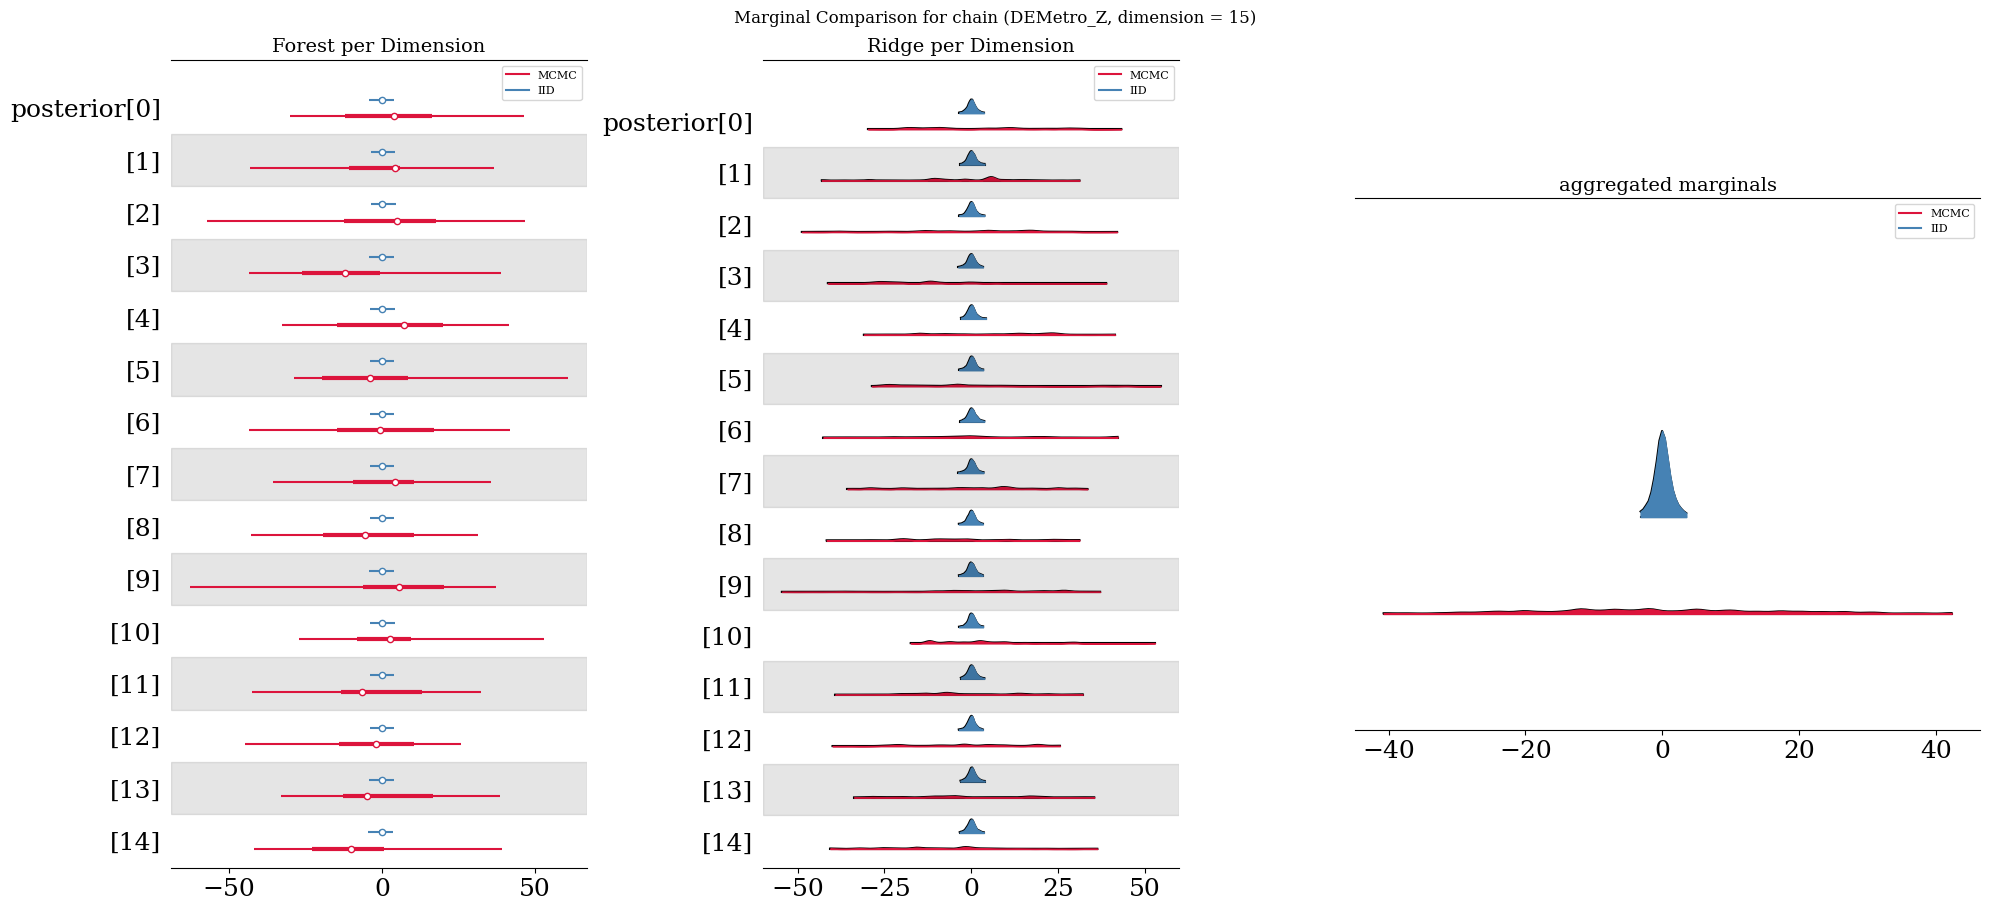 Marginal Comparison for chain (DEMetro_Z, dimension = 15)
Forest per Dimension
MCMC
IID
posterior[0]
[1]
[2]
[3]
[4]
[5]
[6]
[7]
[8]
[9]
[10]
[11]
[12]
[13]
[14]
−50 0 50
Ridge per Dimension
MCMC
IID
posterior[0]
[1]
[2]
[3]
[4]
[5]
[6]
[7]
[8]
[9]
[10]
[11]
[12]
[13]
[14]
−50 −25 0 25 50
aggregated marginals
MCMC
IID
−40 −20 0 20 40